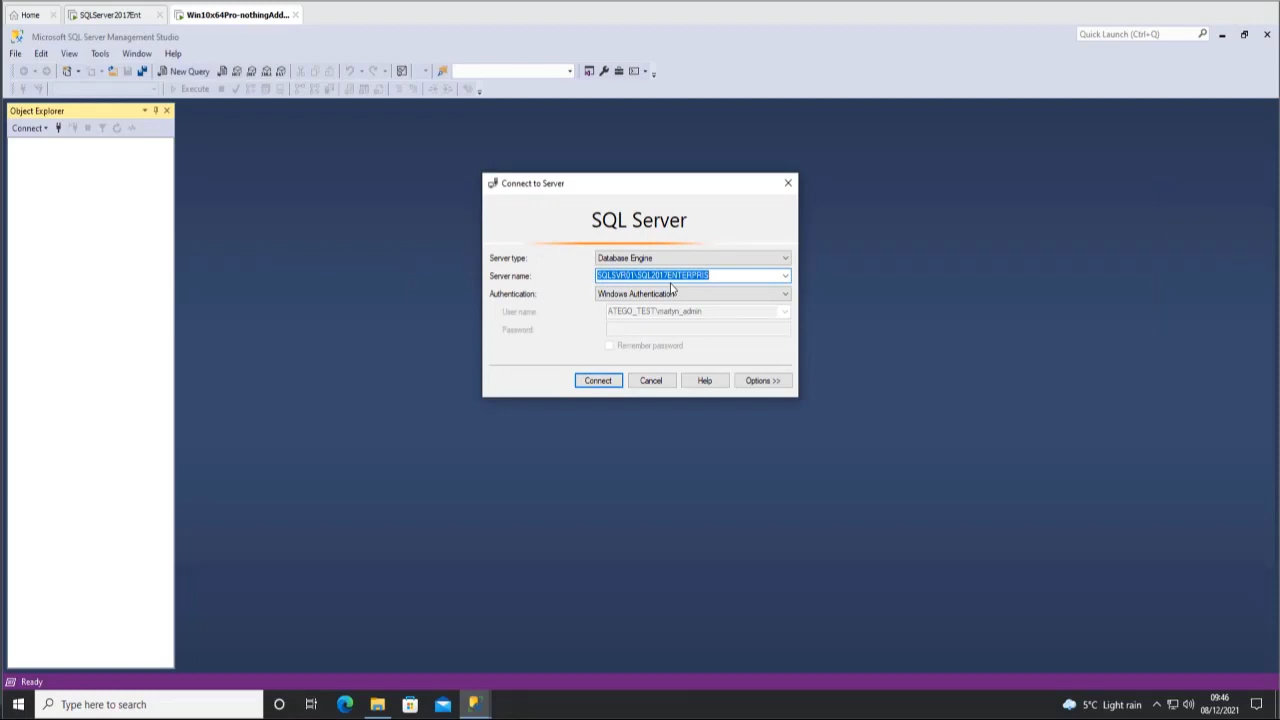 Home SQLServer2017Ent Win10x64Pro-nothingAdd...
Microsoft SQL Server Management Studio Quick Launch (Ctrl+Q)
File Edit View Tools Window Help
New Query
Execute
Object Explorer
Connect
Connect to Server
SQL Server
Server type: Database Engine
Server name: SQLSVR01\SQL2017ENTERPRIS
Authentication: Windows Authentication
User name: ATEGO_TEST\martyn_admin
Password:
Remember password
Connect Cancel Help Options >>
Ready
Type here to search 5°C Light rain 09:46
08/12/2021